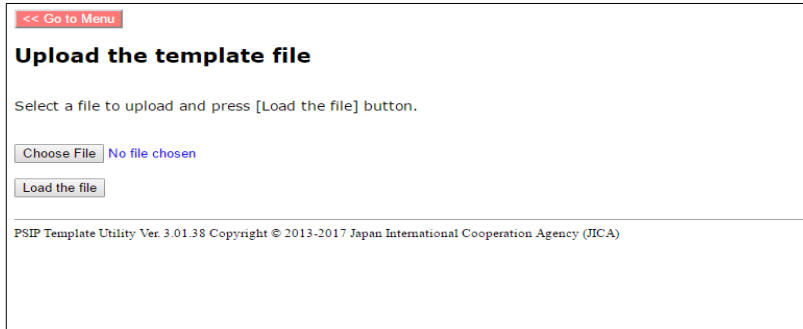 << Go to Menu
Upload the template file
Select a file to upload and press [Load the file] button.
Choose File No file chosen
Load the file
PSIP Template Utility Ver. 3.01.38 Copyright © 2013-2017 Japan International Cooperation Agency (JICA)